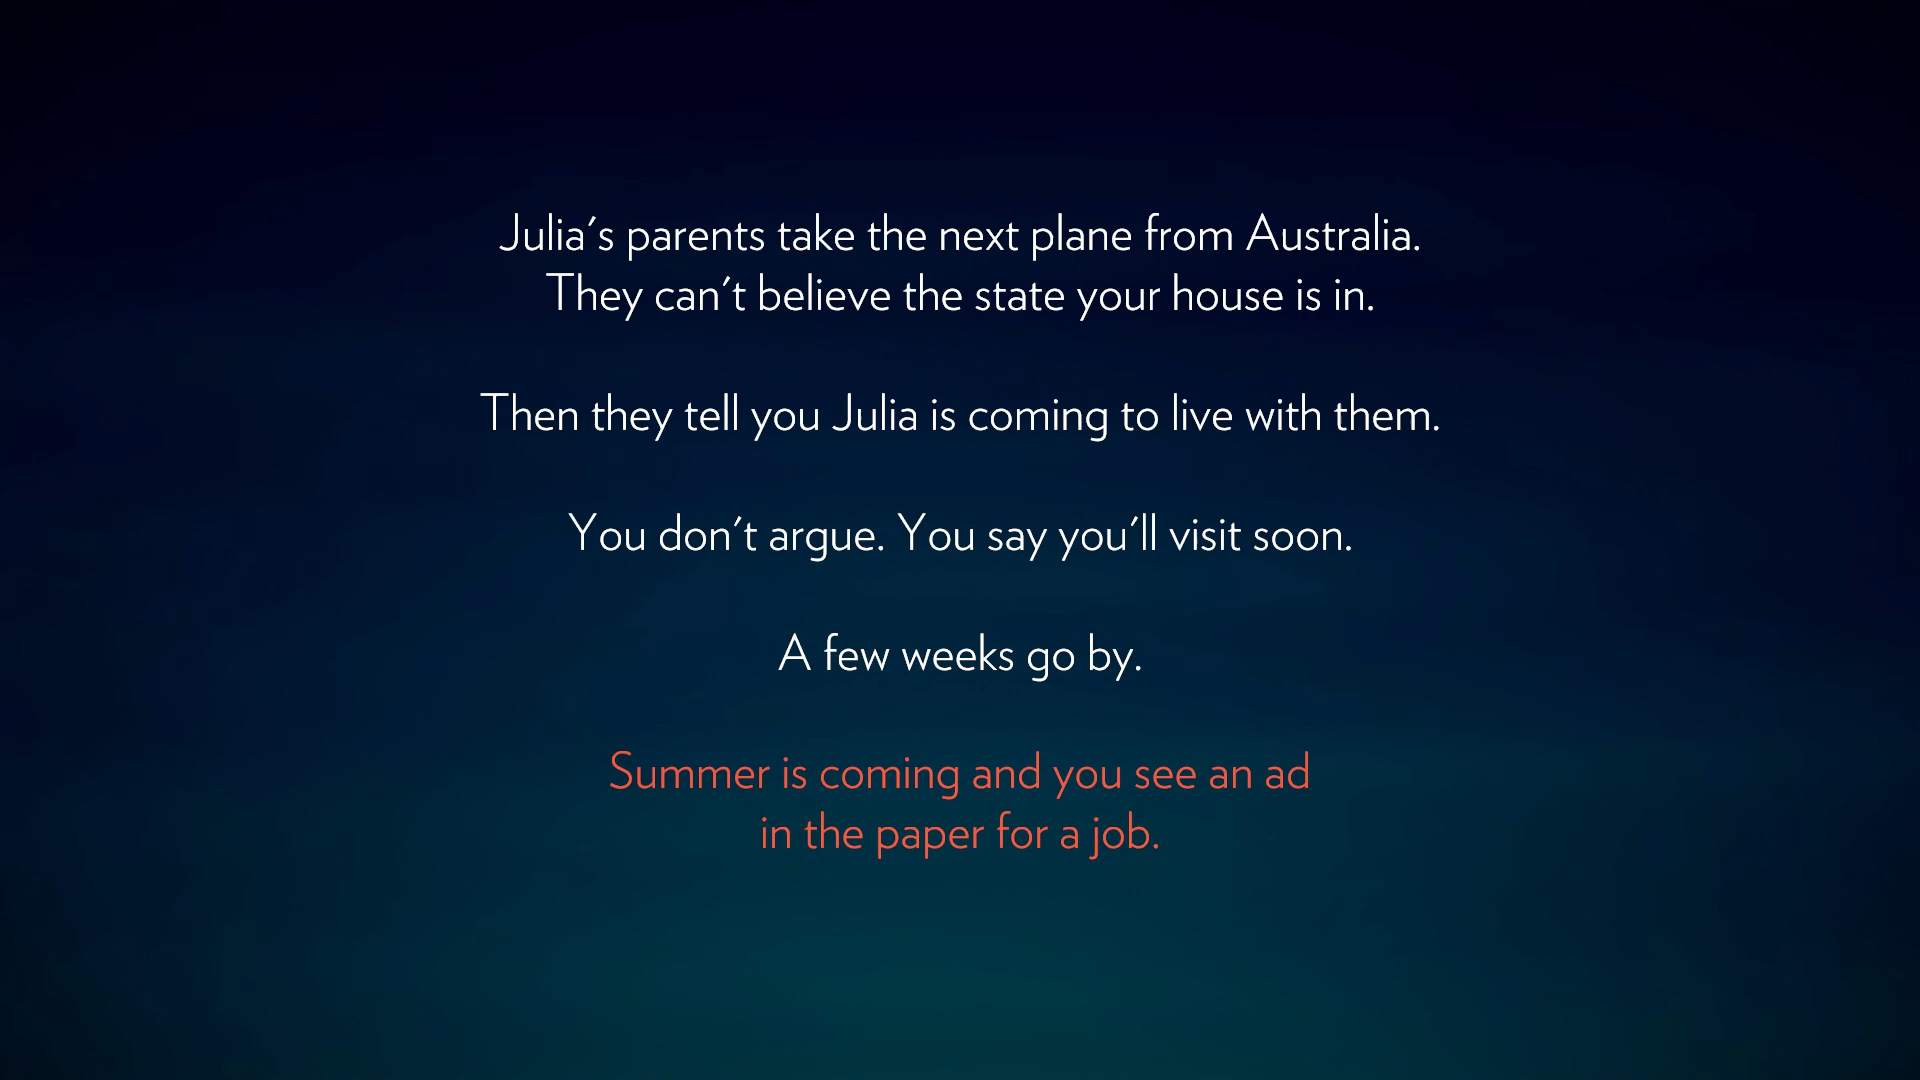 Julia's parents take the next plane from Australia.
They can't believe the state your house is in.
Then they tell you Julia is coming to live with them.
You don't argue. You say you'll visit soon.
A few weeks go by.
Summer is coming and you see an ad
in the paper for a job.